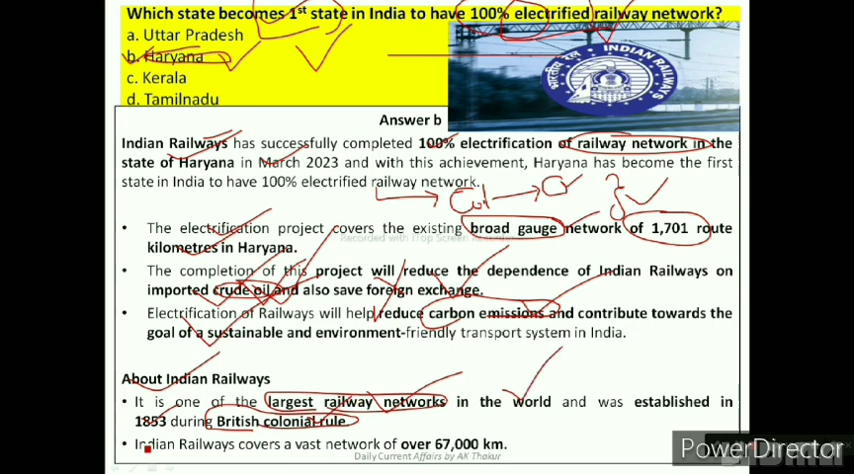 Which state becomes 1st state in India to have 100% electrified railway network?
a. Uttar Pradesh
b. Haryana
c. Kerala
d. Tamilnadu
भारतीय रेल INDIAN RAILWAYS
Answer b
Indian Railways has successfully completed 100% electrification of railway network in the
state of Haryana in March 2023 and with this achievement, Haryana has become the first
state in India to have 100% electrified railway network.
• The electrification project covers the existing broad gauge network of 1,701 route
kilometres in Haryana.
Recorded with iTop Screen Recorder
• The completion of this project will reduce the dependence of Indian Railways on
imported crude oil and also save foreign exchange.
• Electrification of Railways will help reduce carbon emissions and contribute towards the
goal of a sustainable and environment-friendly transport system in India.
About Indian Railways
• It is one of the largest railway networks in the world and was established in
1853 during British colonial rule.
• Indian Railways covers a vast network of over 67,000 km.
Daily Current Affairs by AK Thakur
PowerDirector